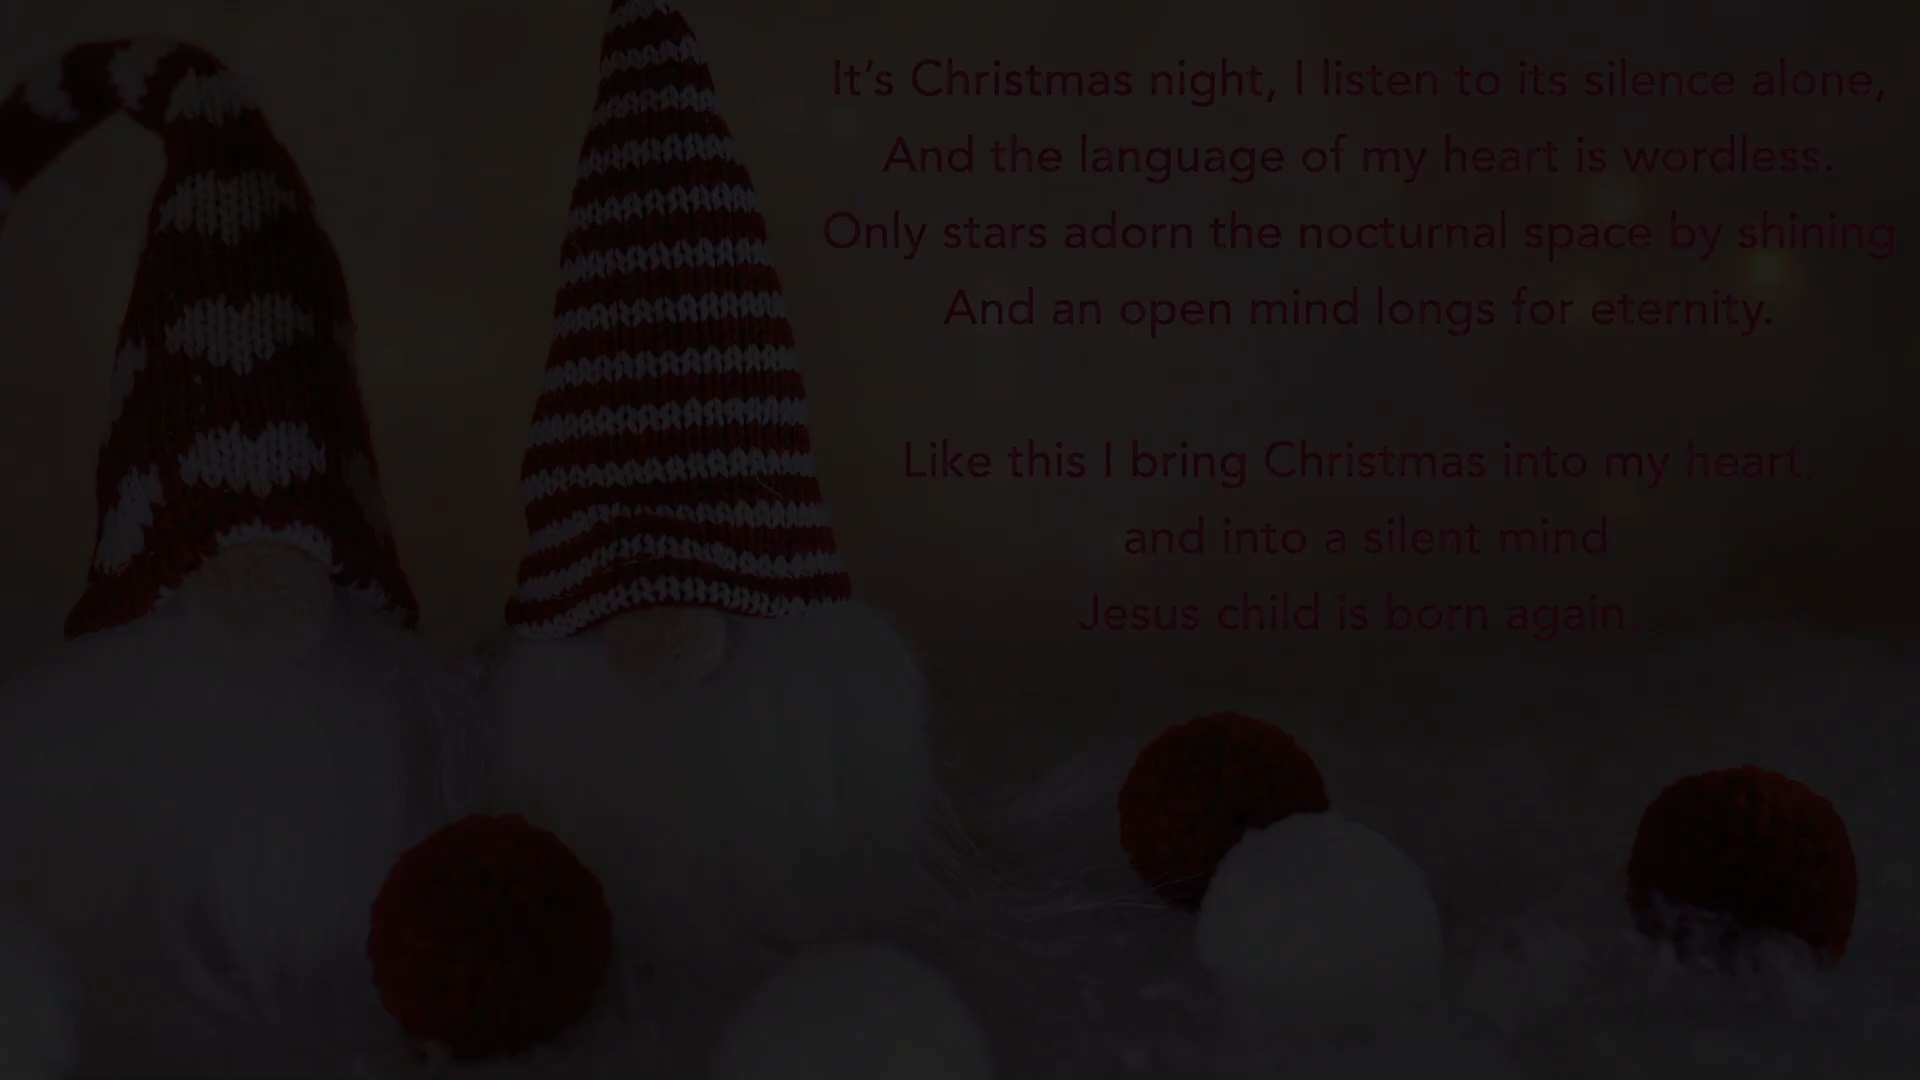 It’s Christmas night, I listen to its silence alone,
And the language of my heart is wordless.
Only stars adorn the nocturnal space by shining
And an open mind longs for eternity.
Like this I bring Christmas into my heart,
and into a silent mind
Jesus child is born again.